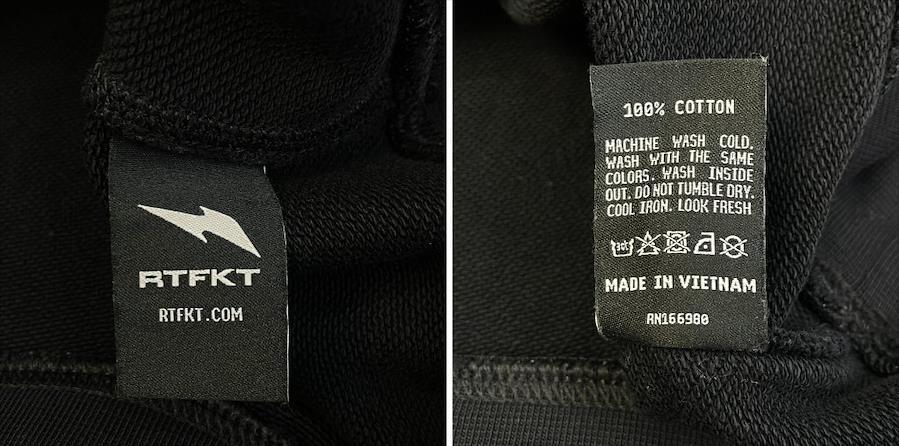 RTFKT
RTFKT.COM
100% COTTON
MACHINE WASH COLD.
WASH WITH THE SAME
COLORS. WASH INSIDE
OUT. DO NOT TUMBLE DRY.
COOL IRON. LOOK FRESH
30C
MADE IN VIETNAM
RN166980